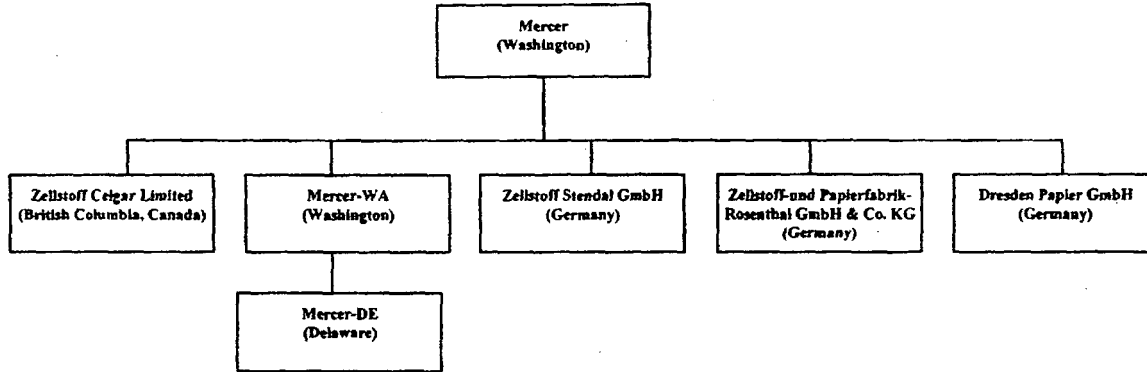 Mercer
(Washington)
Zellstoff Celgar Limited
(British Columbia, Canada)
Mercer-WA
(Washington)
Zellstoff Stendal GmbH
(Germany)
Zellstoff-und Papierfabrik-
Rosenthal GmbH & Co. KG
(Germany)
Dresden Papier GmbH
(Germany)
Mercer-DE
(Delaware)